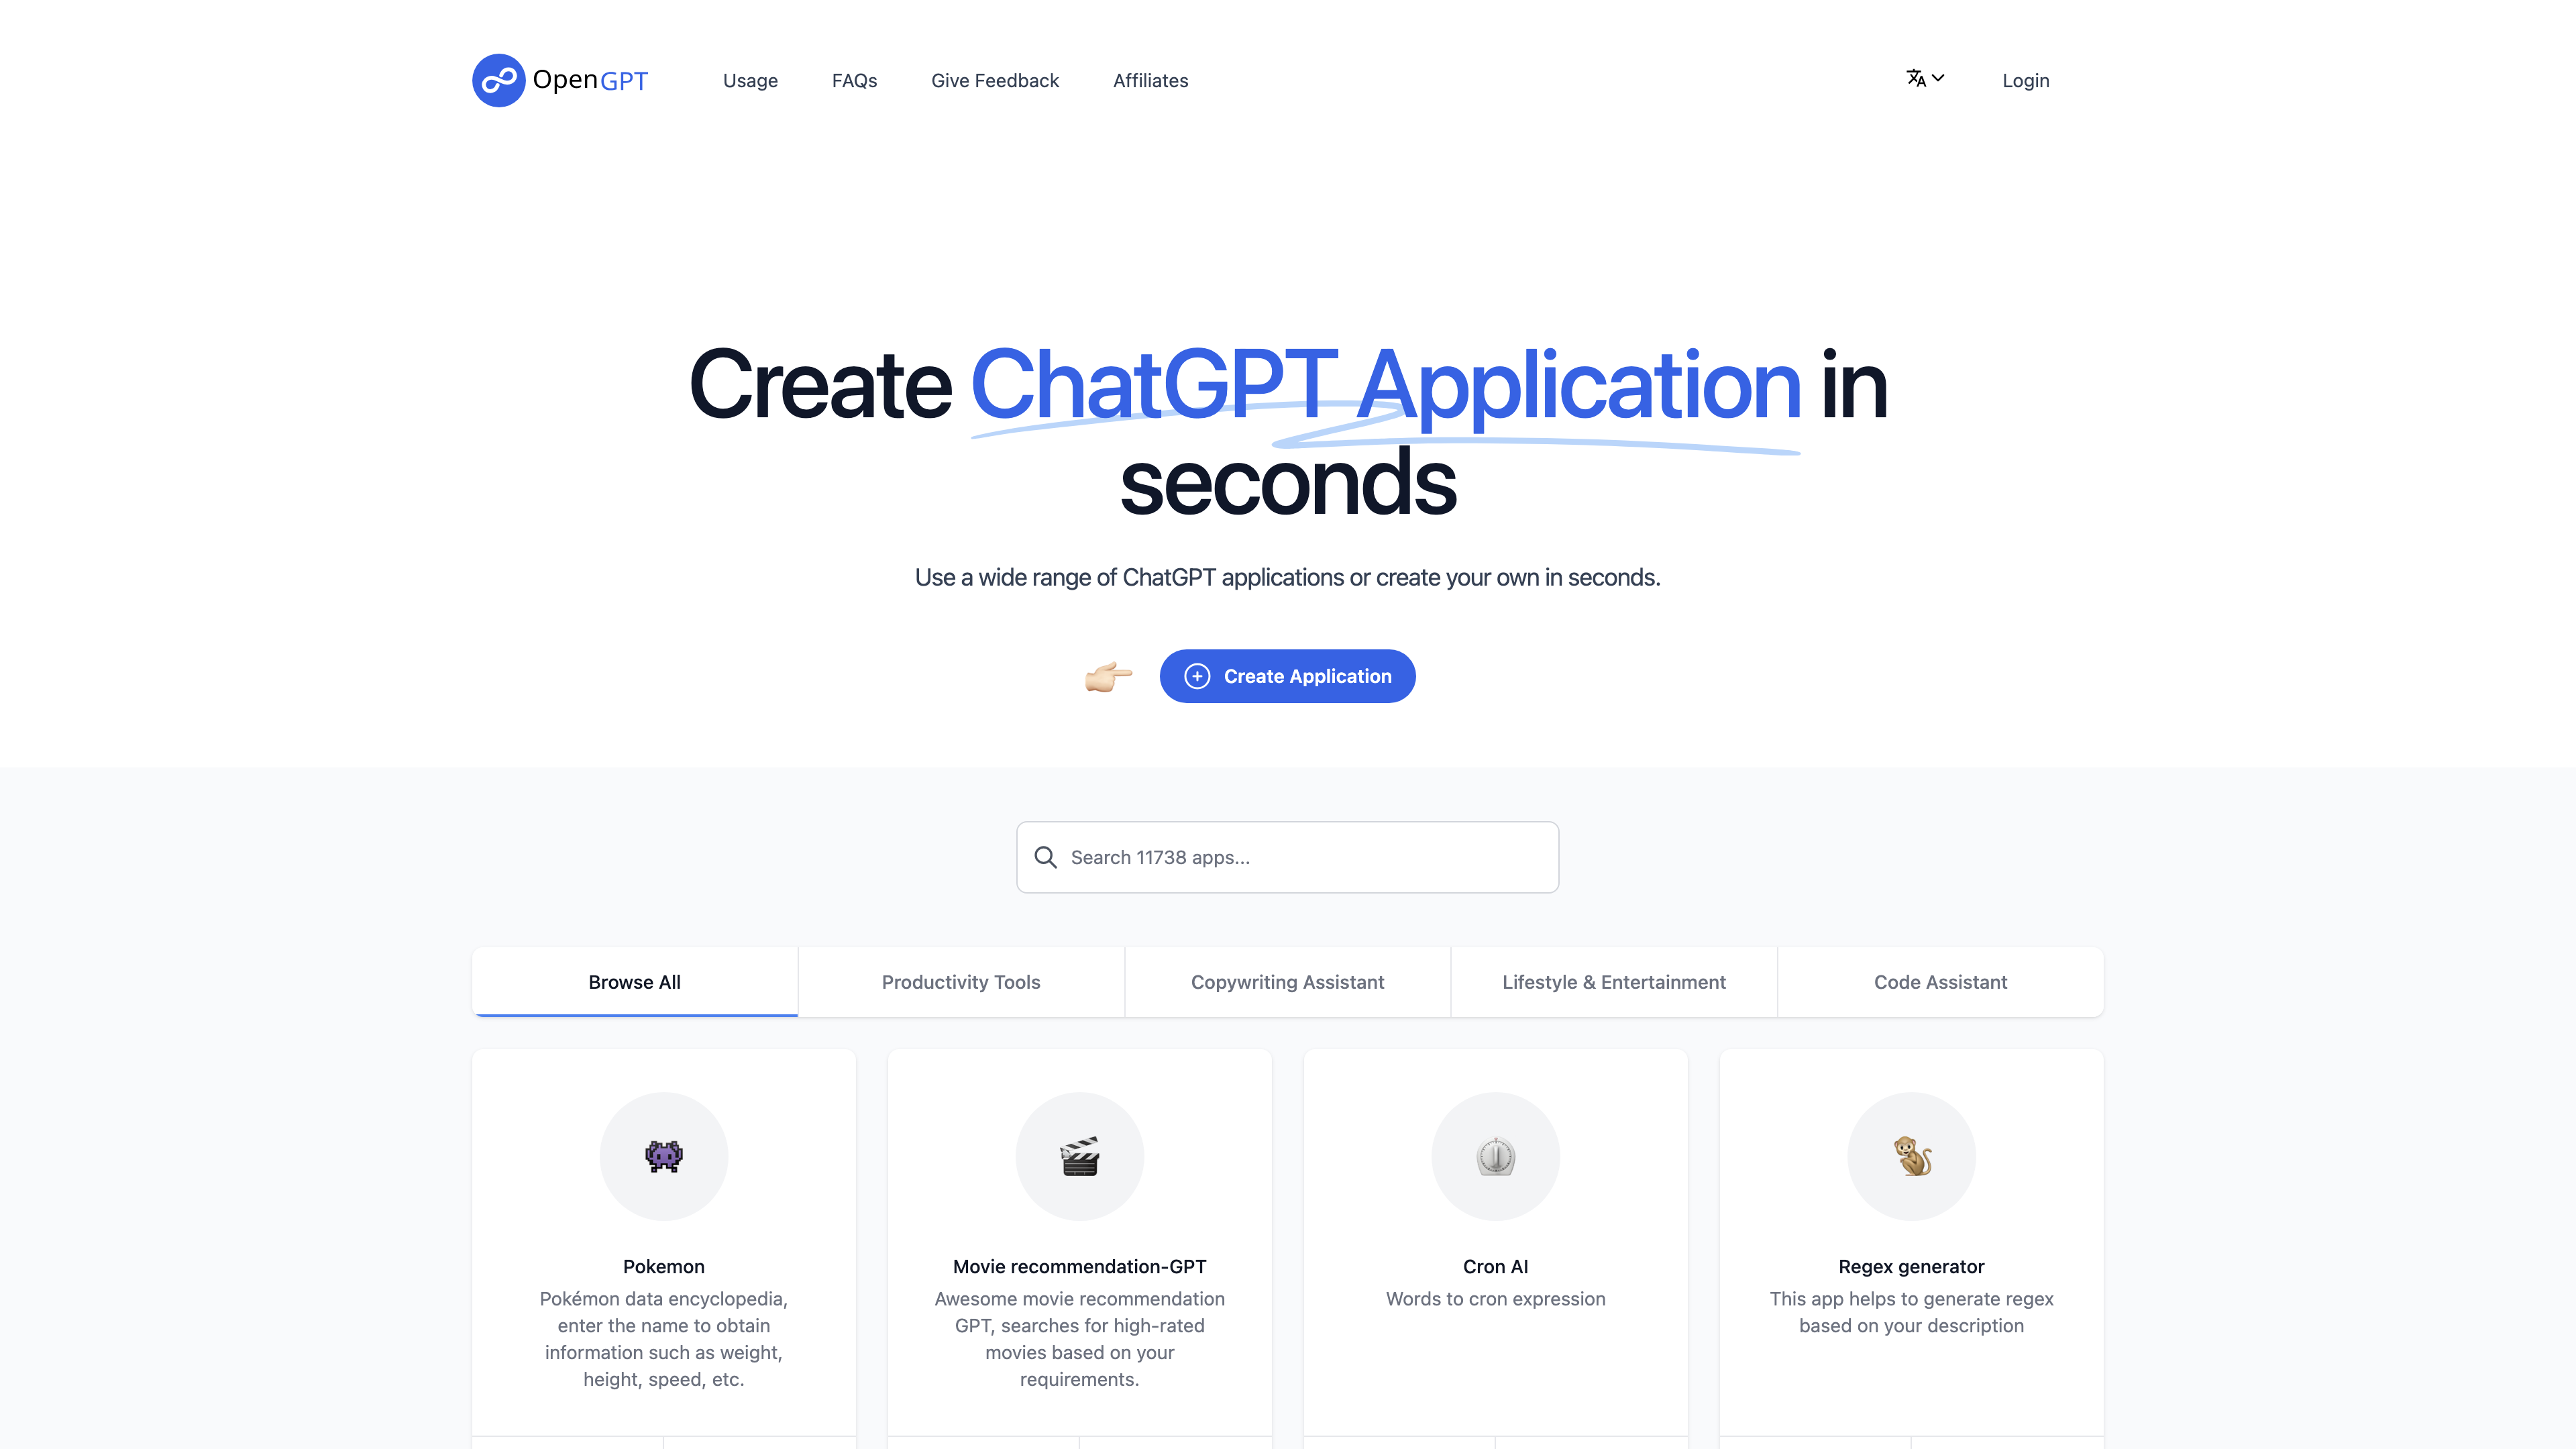 OpenGPT
Usage
FAQs
Give Feedback
Affiliates
Login
Create ChatGPT Application in
seconds
Use a wide range of ChatGPT applications or create your own in seconds.
Create Application
Search 11738 apps...
Browse All
Productivity Tools
Copywriting Assistant
Lifestyle & Entertainment
Code Assistant
Pokemon
Pokémon data encyclopedia,
enter the name to obtain
information such as weight,
height, speed, etc.
Movie recommendation-GPT
Awesome movie recommendation
GPT, searches for high-rated
movies based on your
requirements.
Cron AI
Words to cron expression
Regex generator
This app helps to generate regex
based on your description